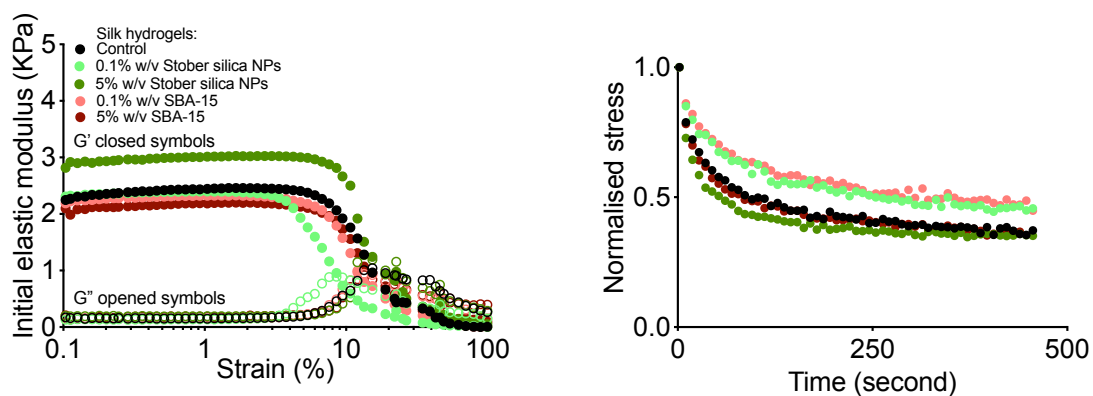 Silk hydrogels:
Control
0.1% w/v Stober silica NPs
5% w/v Stober silica NPs
0.1% w/v SBA-15
5% w/v SBA-15
G' closed symbols
G" opened symbols
Initial elastic modulus (KPa)
5
4
3
2
1
0
0.1
1
10
100
Strain (%)
Normalised stress
1.0
0.5
0.0
0
250
500
Time (second)